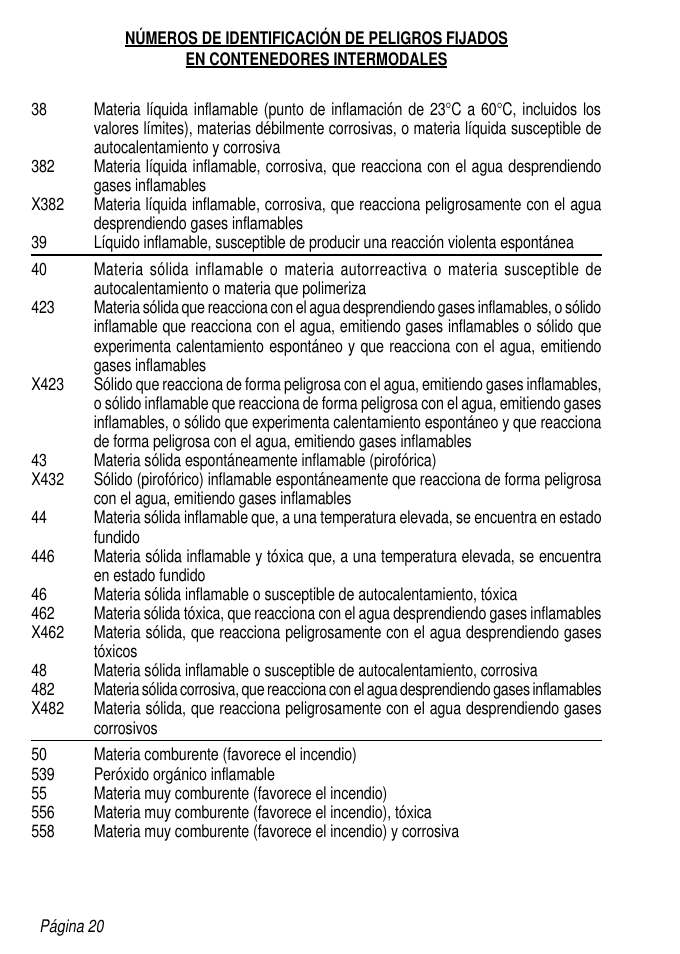 NÚMEROS DE IDENTIFICACIÓN DE PELIGROS FIJADOS
EN CONTENEDORES INTERMODALES
38 Materia líquida inflamable (punto de inflamación de 23°C a 60°C, incluidos los
valores límites), materias débilmente corrosivas, o materia líquida susceptible de
autocalentamiento y corrosiva
382 Materia líquida inflamable, corrosiva, que reacciona con el agua desprendiendo
gases inflamables
X382 Materia líquida inflamable, corrosiva, que reacciona peligrosamente con el agua
desprendiendo gases inflamables
39 Líquido inflamable, susceptible de producir una reacción violenta espontánea
40 Materia sólida inflamable o materia autorreactiva o materia susceptible de
autocalentamiento o materia que polimeriza
423 Materia sólida que reacciona con el agua desprendiendo gases inflamables, o sólido
inflamable que reacciona con el agua, emitiendo gases inflamables o sólido que
experimenta calentamiento espontáneo y que reacciona con el agua, emitiendo
gases inflamables
X423 Sólido que reacciona de forma peligrosa con el agua, emitiendo gases inflamables,
o sólido inflamable que reacciona de forma peligrosa con el agua, emitiendo gases
inflamables, o sólido que experimenta calentamiento espontáneo y que reacciona
de forma peligrosa con el agua, emitiendo gases inflamables
43 Materia sólida espontáneamente inflamable (pirofórica)
X432 Sólido (pirofórico) inflamable espontáneamente que reacciona de forma peligrosa
con el agua, emitiendo gases inflamables
44 Materia sólida inflamable que, a una temperatura elevada, se encuentra en estado
fundido
446 Materia sólida inflamable y tóxica que, a una temperatura elevada, se encuentra
en estado fundido
46 Materia sólida inflamable o susceptible de autocalentamiento, tóxica
462 Materia sólida tóxica, que reacciona con el agua desprendiendo gases inflamables
X462 Materia sólida, que reacciona peligrosamente con el agua desprendiendo gases
tóxicos
48 Materia sólida inflamable o susceptible de autocalentamiento, corrosiva
482 Materia sólida corrosiva, que reacciona con el agua desprendiendo gases inflamables
X482 Materia sólida, que reacciona peligrosamente con el agua desprendiendo gases
corrosivos
50 Materia comburente (favorece el incendio)
539 Peróxido orgánico inflamable
55 Materia muy comburente (favorece el incendio)
556 Materia muy comburente (favorece el incendio), tóxica
558 Materia muy comburente (favorece el incendio) y corrosiva
Página 20